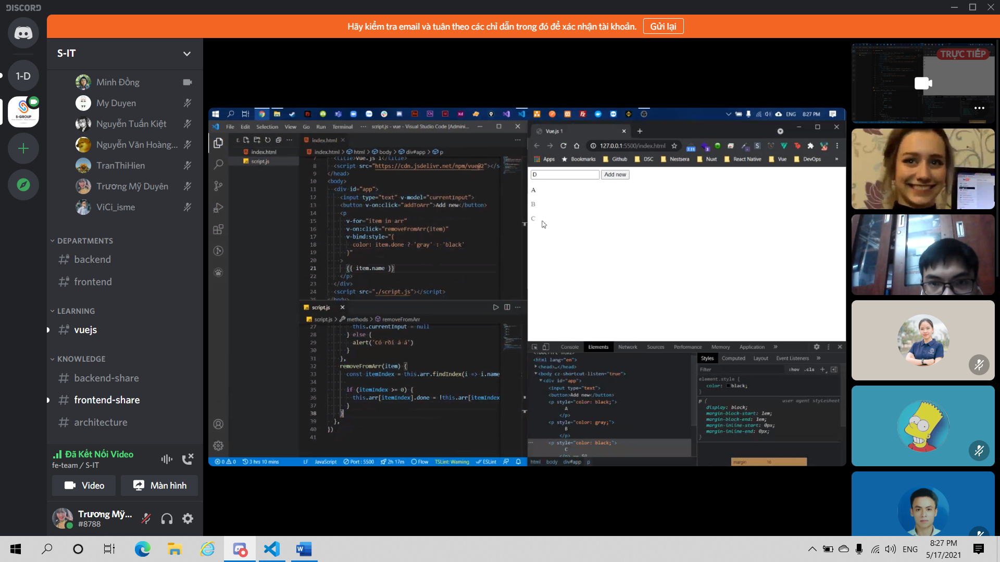 DISCORD
Hãy kiểm tra email và tuân theo các chỉ dẫn trong đó để xác nhận tài khoản.
Gửi lại
S-IT
1-D
S-GROUP
Minh Đồng
My Duyen
Nguyễn Tuấn Kiệt
Nguyễn Văn Hoàng...
TranThiHien
Trương Mỹ Duyên
ViCi_isme
DEPARTMENTS
backend
frontend
LEARNING
vuejs
KNOWLEDGE
backend-share
frontend-share
architecture
Đã Kết Nối Video
fe-team / S-IT
Video
Màn hình
Trương Mỹ...
#8788
ENG 8:27 PM
File Edit Selection View Go Run Terminal ··· script.js - vue - Visual Studio Code [Admini...
index.html
script.js
index.html
index.html > html > body > div#app > p
7 <title>Vue.js 1</title>
8 <script src="https://cdn.jsdelivr.net/npm/vue@2"></s
9 </head>
10 <body>
11 <div id="app">
12 <input type="text" v-model="currentInput">
13 <button v-on:click="addToArr">Add new</button>
14 <p
15 v-for="item in arr"
16 v-on:click="removeFromArr(item)"
17 v-bind:style="{
18 color: item.done ? 'gray' : 'black'
19 }"
20 >
21 {{ item.name }}
22 </p>
23 </div>
24 <script src="./script.js"></script>
25 </body>
script.js
script.js > methods > removeFromArr
27 this.currentInput = null
28 } else {
29 alert('Có rồi á á')
30 }
31 },
32 removeFromArr(item) {
33 const itemIndex = this.arr.findIndex(i => i.name
34
35 if (itemIndex >= 0) {
36 this.arr[itemIndex].done = !this.arr[itemIndex
37 }
38 }
39 },
40 })
41
0 0 3 hrs 10 mins LF JavaScript Port : 5500 2h 17m Flow TSLint: Warning ESLint
Vue.js 1
127.0.0.1:5500/index.html
7.11
Apps Bookmarks Github DSC Nestsera Nuxt React Native Vue DevOps »
D Add new
A
B
C
Console Elements Network Sources Performance Memory Application »
<!DOCTYPE html>
<html lang="en">
<head>…</head>
<body cz-shortcut-listen="true">
<div id="app">
<input type="text">
<button>Add new</button>
<p style="color: black;">
A
</p>
<p style="color: gray;">
B
</p>
<p style="color: black;">
C
</p> == $0
html body div#app p
Styles Computed Layout Event Listeners »
Filter :hov .cls +
element.style {
color: black;
}
p { user agent stylesheet
display: block;
margin-block-start: 1em;
margin-block-end: 1em;
margin-inline-start: 0px;
margin-inline-end: 0px;
}
margin 16
TRỰC TIẾP
ENG
8:27 PM
5/17/2021